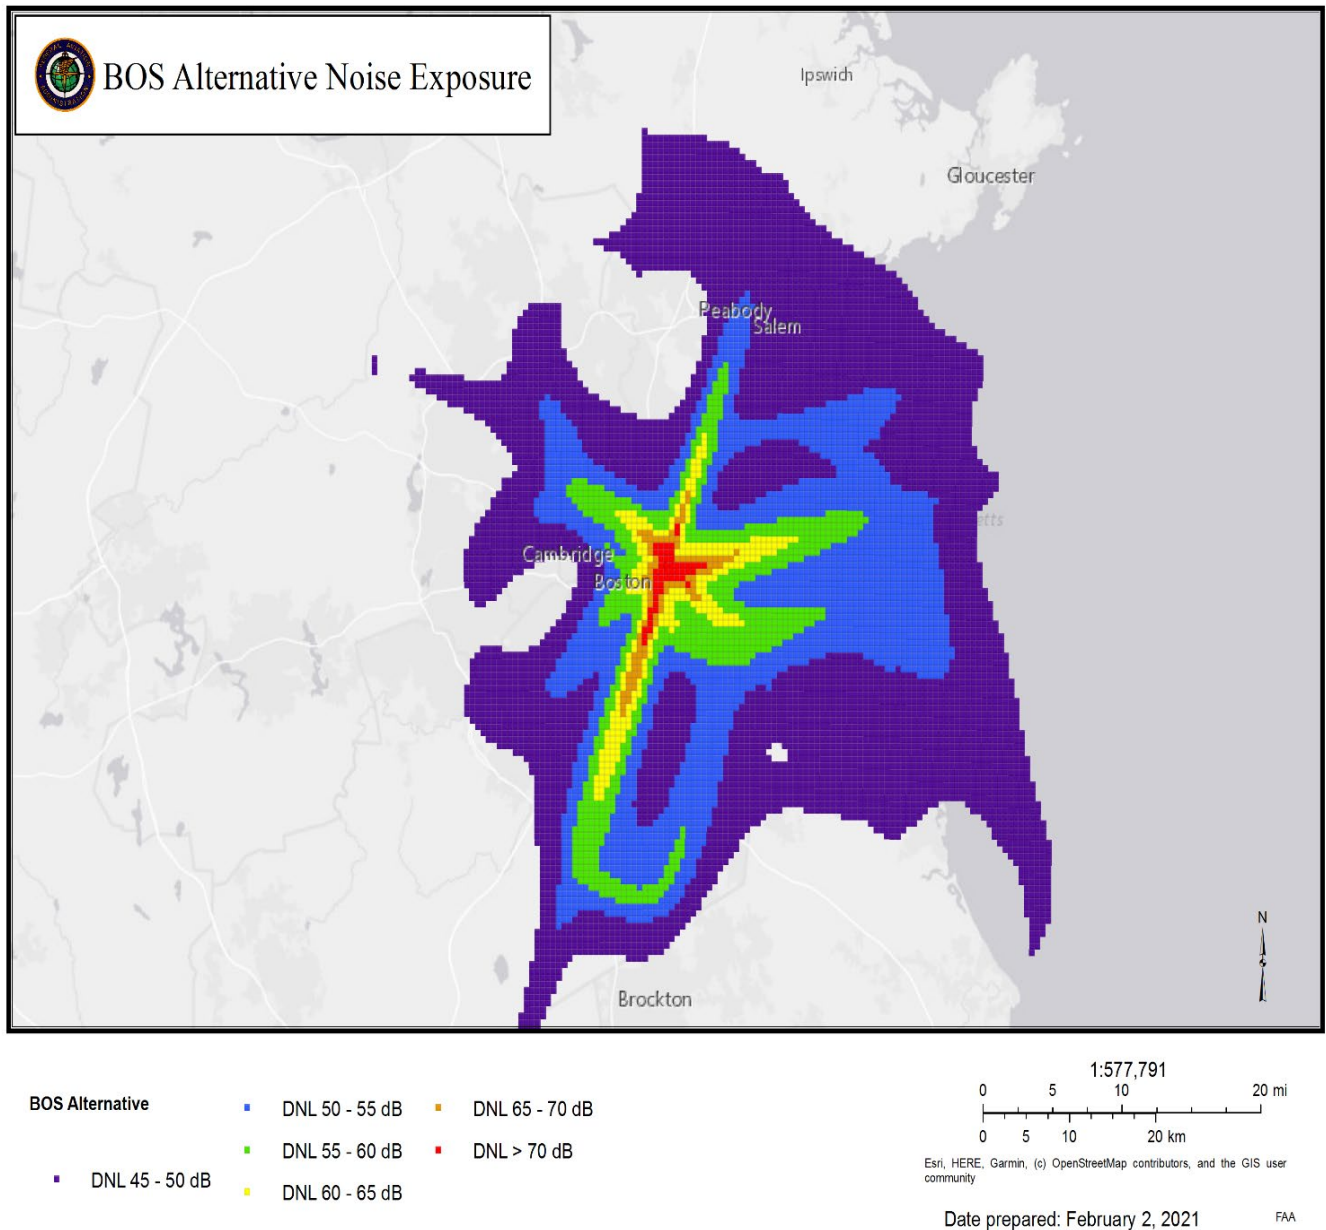 BOS Alternative Noise Exposure
Ipswich
Gloucester
Peabody
Salem
etts
Cambridge
Boston
N
Brockton
1:577,791
0 5 10 20 mi
0 5 10 20 km
BOS Alternative
DNL 45 - 50 dB
DNL 50 - 55 dB
DNL 55 - 60 dB
DNL 60 - 65 dB
DNL 65 - 70 dB
DNL > 70 dB
Esri, HERE, Garmin, (c) OpenStreetMap contributors, and the GIS user
community
Date prepared: February 2, 2021
FAA